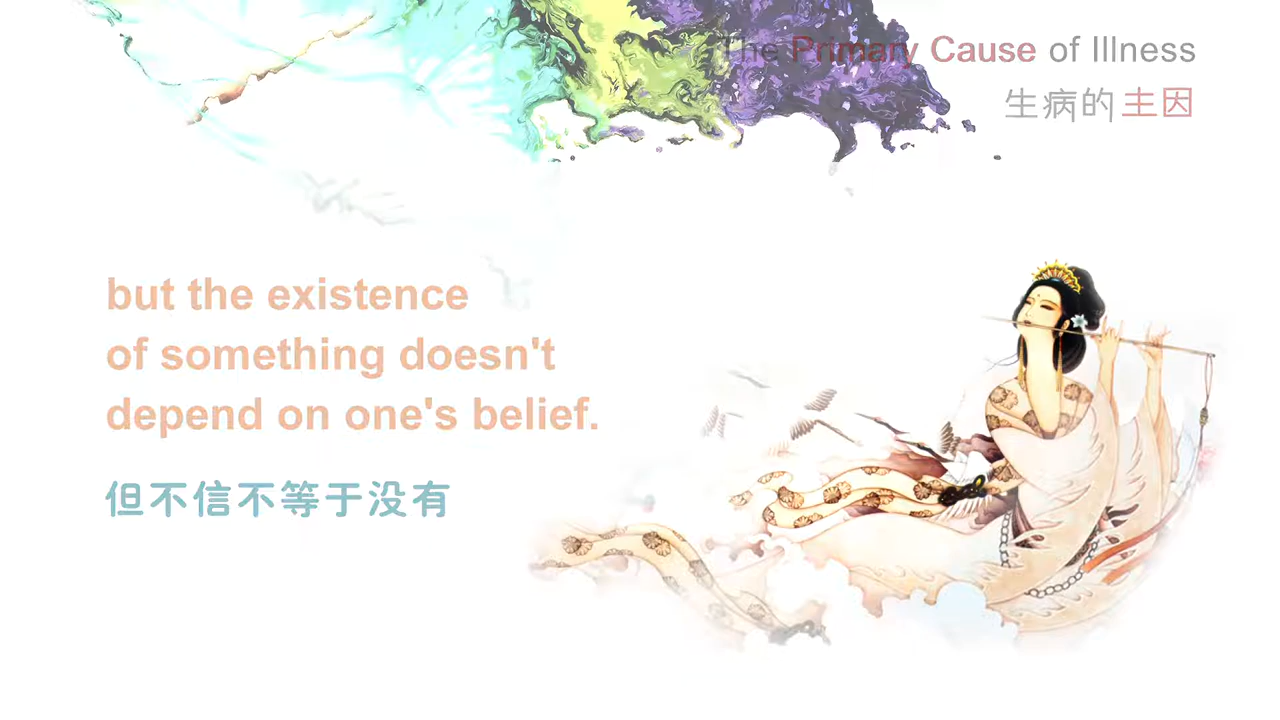 The Primary Cause of Illness
生病的主因
but the existence
of something doesn't
depend on one's belief.
但不信不等于没有